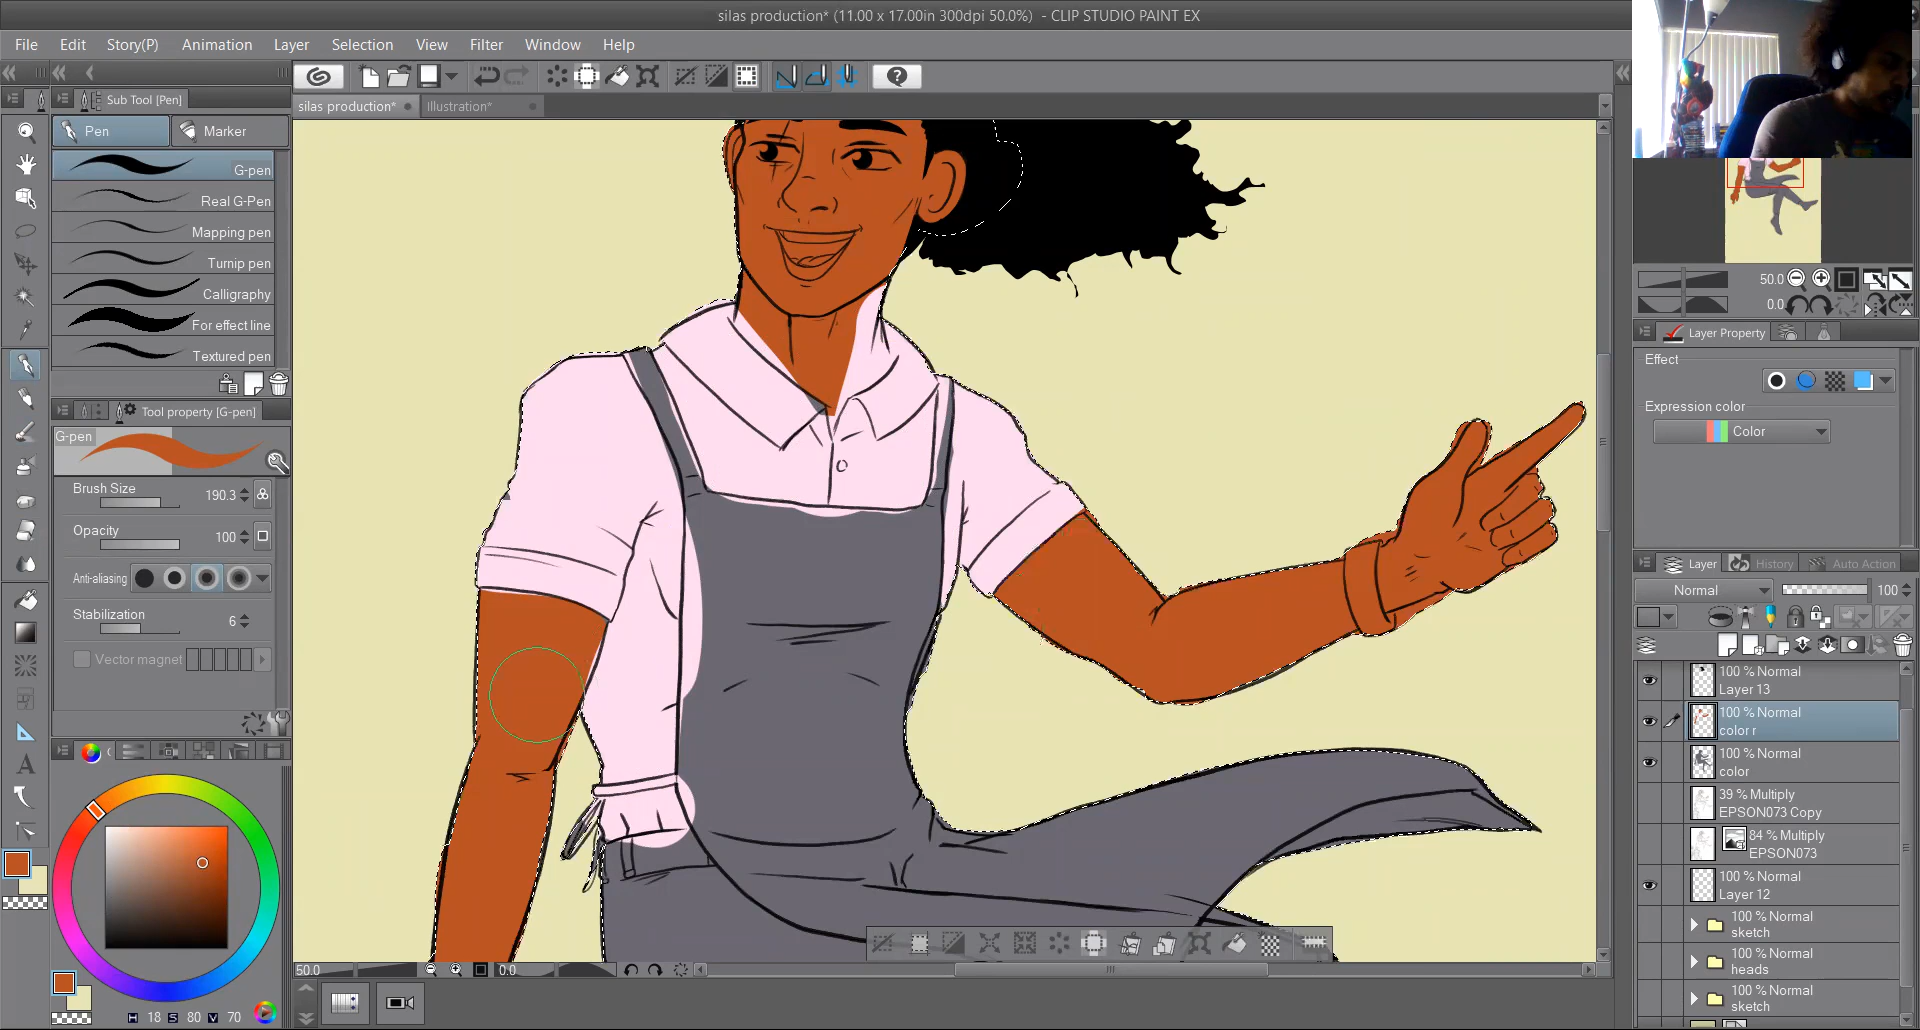 silas production* (11.00 x 17.00in 300dpi 50.0%) - CLIP STUDIO PAINT EX
File Edit Story(P) Animation Layer Selection View Filter Window Help
Sub Tool [Pen]
silas production*
Illustration*
Pen
Marker
G-pen
Real G-Pen
Mapping pen
Turnip pen
Calligraphy
For effect line
Textured pen
Tool property [G-pen]
G-pen
Brush Size 190.3
Opacity 100
Anti-aliasing
Stabilization 6
Vector magnet
H 18 S 80 V 70
50.0
0.0
50.0
0.0
Layer Property
Effect
Expression color
Color
Layer History Auto Action
Normal 100
100 % Normal
Layer 13
100 % Normal
color r
100 % Normal
color
39 % Multiply
EPSON073 Copy
84 % Multiply
EPSON073
100 % Normal
Layer 12
100 % Normal
sketch
100 % Normal
heads
100 % Normal
sketch